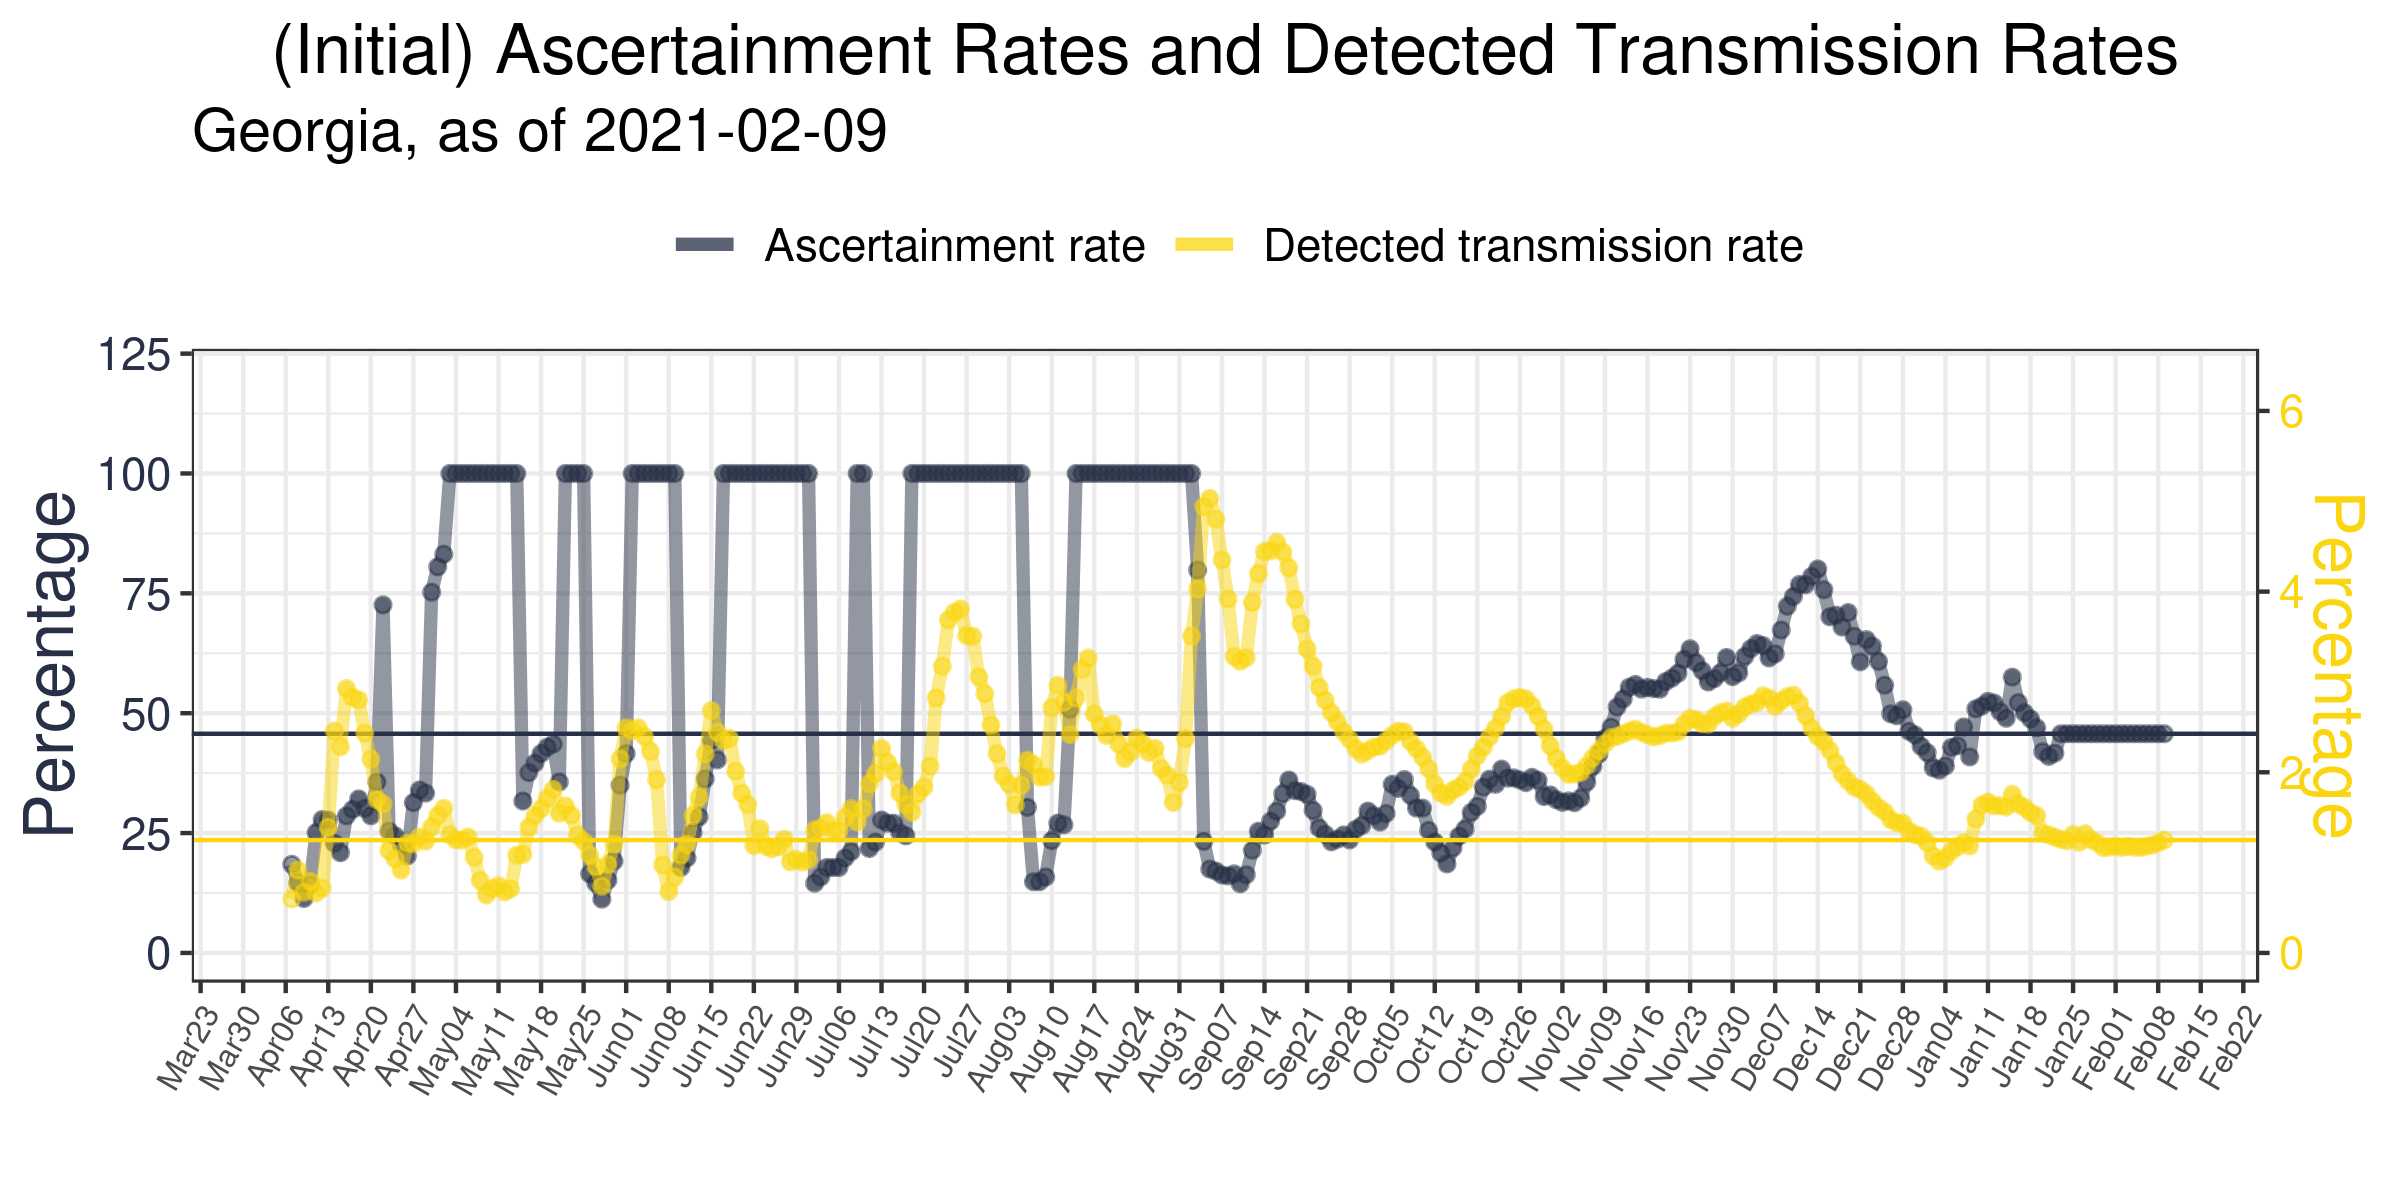 (Initial) Ascertainment Rates and Detected Transmission Rates
Georgia, as of 2021-02-09
Ascertainment rate
Detected transmission rate
Percentage
125
100
75
50
25
0
6
4
2
0
Percentage
Mar23
Mar30
Apr06
Apr13
Apr20
Apr27
May04
May11
May18
May25
Jun01
Jun08
Jun15
Jun22
Jun29
Jul06
Jul13
Jul20
Jul27
Aug03
Aug10
Aug17
Aug24
Aug31
Sep07
Sep14
Sep21
Sep28
Oct05
Oct12
Oct19
Oct26
Nov02
Nov09
Nov16
Nov23
Nov30
Dec07
Dec14
Dec21
Dec28
Jan04
Jan11
Jan18
Jan25
Feb01
Feb08
Feb15
Feb22